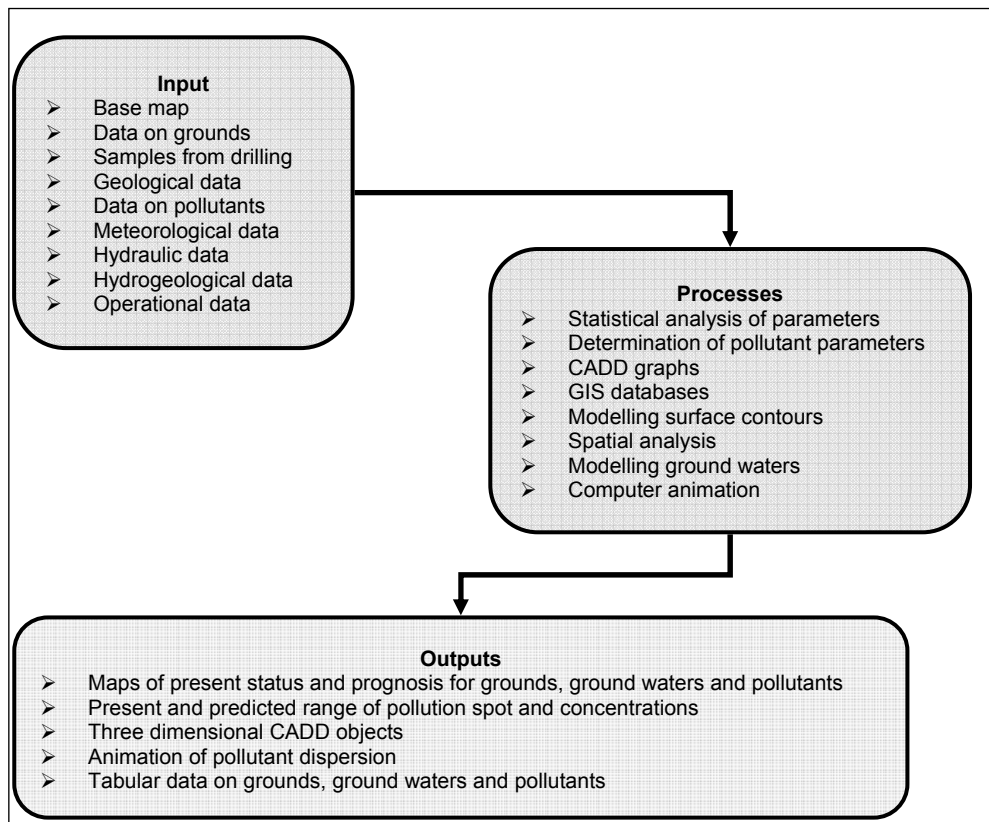 Input
➢ Base map
➢ Data on grounds
➢ Samples from drilling
➢ Geological data
➢ Data on pollutants
➢ Meteorological data
➢ Hydraulic data
➢ Hydrogeological data
➢ Operational data
Processes
➢ Statistical analysis of parameters
➢ Determination of pollutant parameters
➢ CADD graphs
➢ GIS databases
➢ Modelling surface contours
➢ Spatial analysis
➢ Modelling ground waters
➢ Computer animation
Outputs
➢ Maps of present status and prognosis for grounds, ground waters and pollutants
➢ Present and predicted range of pollution spot and concentrations
➢ Three dimensional CADD objects
➢ Animation of pollutant dispersion
➢ Tabular data on grounds, ground waters and pollutants